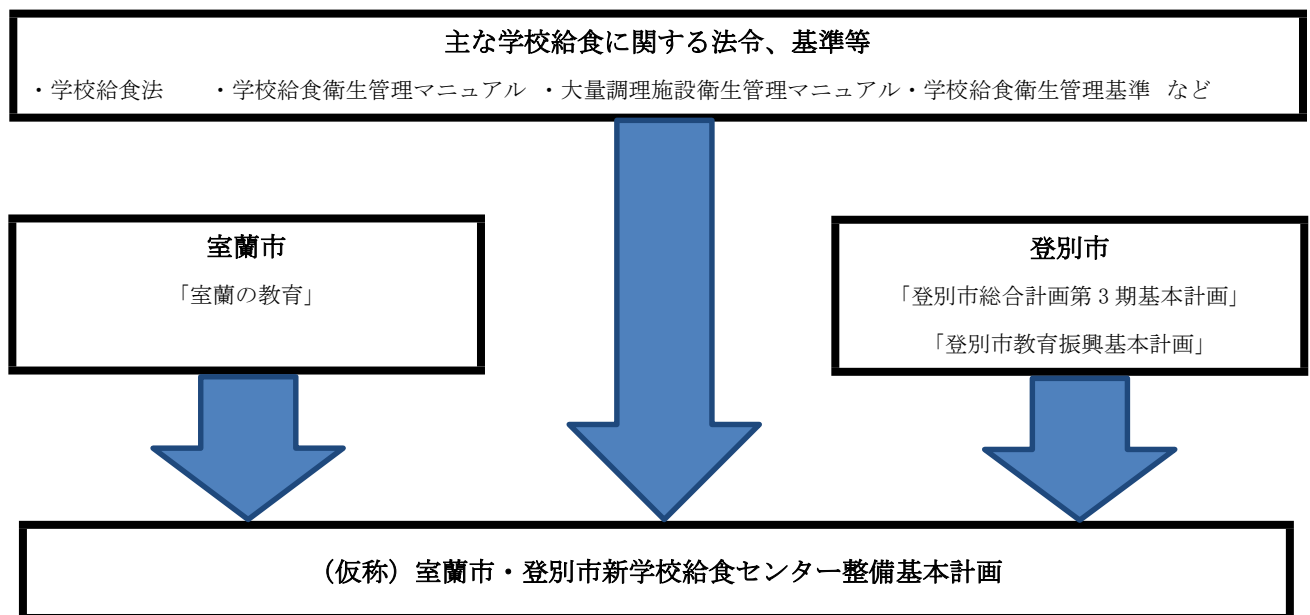 主な学校給食に関する法令、基準等
・学校給食法　　・学校給食衛生管理マニュアル ・大量調理施設衛生管理マニュアル・学校給食衛生管理基準 など
室蘭市
「室蘭の教育」
登別市
「登別市総合計画第3期基本計画」
「登別市教育振興基本計画」
（仮称）室蘭市・登別市新学校給食センター整備基本計画